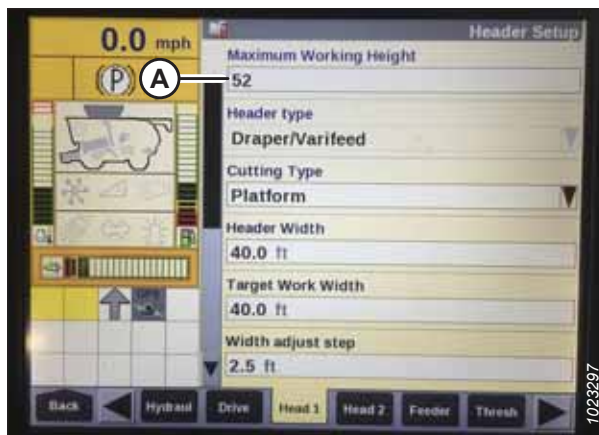 0.0 mph
(P)
A
Header Setup
Maximum Working Height
52
Header type
Draper/Varifeed
Cutting Type
Platform
Header Width
40.0 ft
Target Work Width
40.0 ft
Width adjust step
2.5 ft
Back
Hydraul
Drive
Head 1
Head 2
Feeder
Thresh
1023297